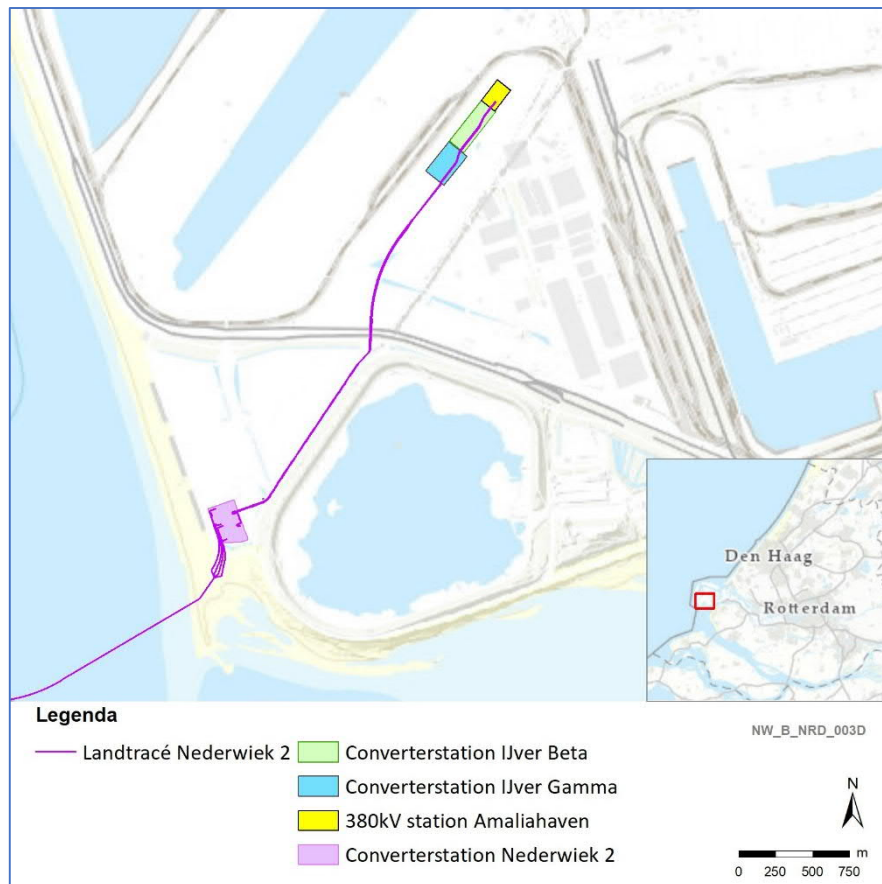 Den Haag
Rotterdam
Legenda
NW_B_NRD_003D
Landtracé Nederwiek 2
Converterstation IJver Beta
Converterstation IJver Gamma
380kV station Amaliahaven
Converterstation Nederwiek 2
N
m
0 250 500 750